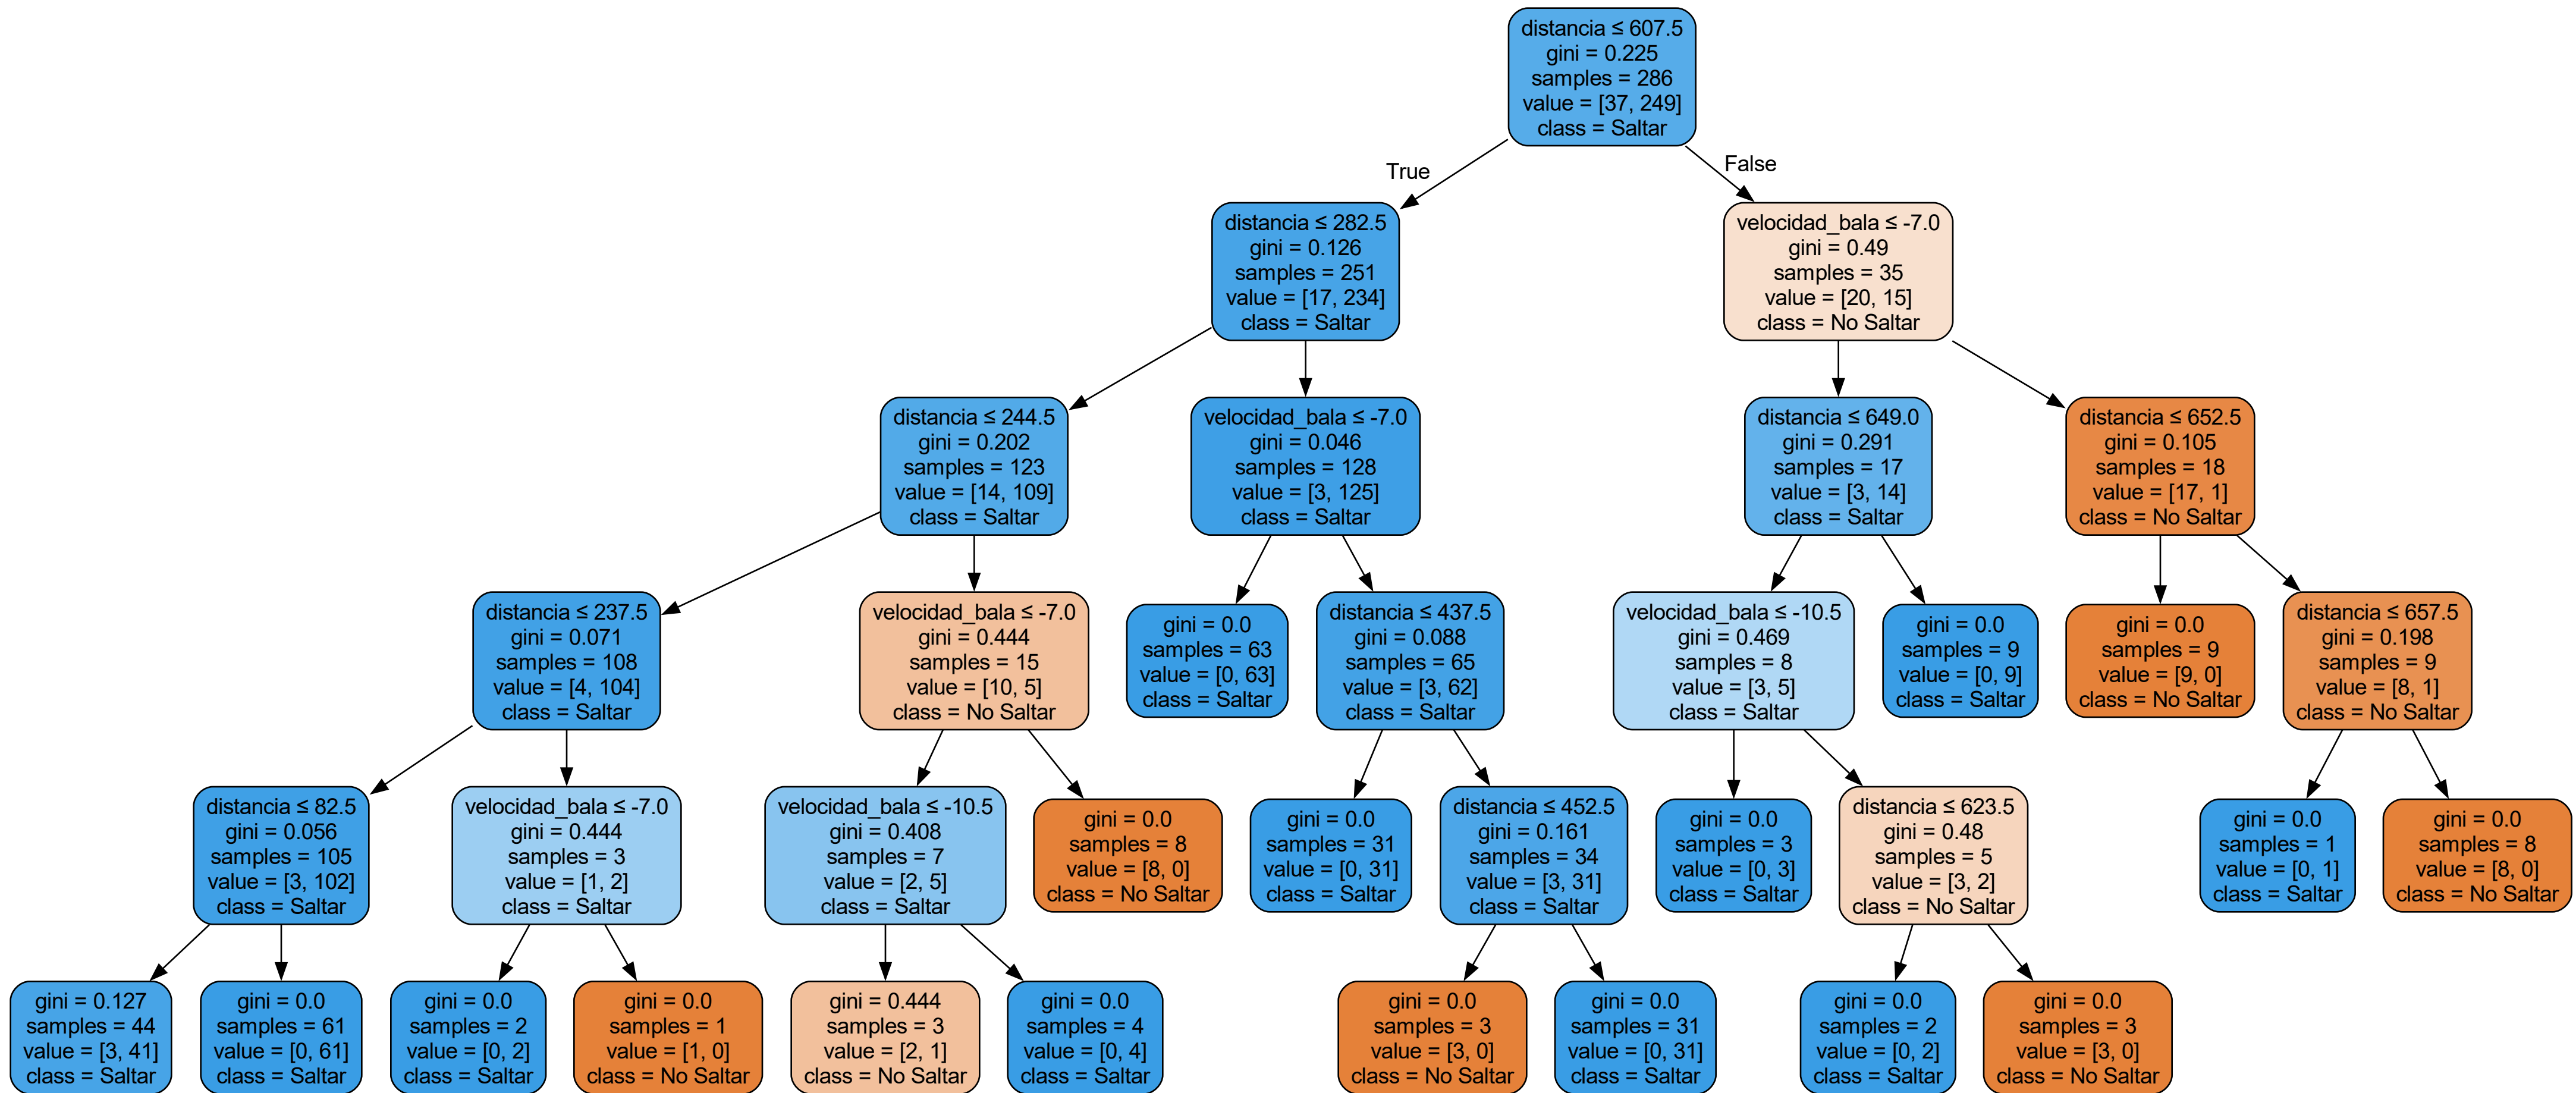 distancia ≤ 607.5
gini = 0.225
samples = 286
value = [37, 249]
class = Saltar
True
False
distancia ≤ 282.5
gini = 0.126
samples = 251
value = [17, 234]
class = Saltar
velocidad_bala ≤ -7.0
gini = 0.49
samples = 35
value = [20, 15]
class = No Saltar
distancia ≤ 244.5
gini = 0.202
samples = 123
value = [14, 109]
class = Saltar
velocidad_bala ≤ -7.0
gini = 0.046
samples = 128
value = [3, 125]
class = Saltar
distancia ≤ 649.0
gini = 0.291
samples = 17
value = [3, 14]
class = Saltar
distancia ≤ 652.5
gini = 0.105
samples = 18
value = [17, 1]
class = No Saltar
distancia ≤ 237.5
gini = 0.071
samples = 108
value = [4, 104]
class = Saltar
velocidad_bala ≤ -7.0
gini = 0.444
samples = 15
value = [10, 5]
class = No Saltar
gini = 0.0
samples = 63
value = [0, 63]
class = Saltar
distancia ≤ 437.5
gini = 0.088
samples = 65
value = [3, 62]
class = Saltar
velocidad_bala ≤ -10.5
gini = 0.469
samples = 8
value = [3, 5]
class = Saltar
gini = 0.0
samples = 9
value = [0, 9]
class = Saltar
gini = 0.0
samples = 9
value = [9, 0]
class = No Saltar
distancia ≤ 657.5
gini = 0.198
samples = 9
value = [8, 1]
class = No Saltar
distancia ≤ 82.5
gini = 0.056
samples = 105
value = [3, 102]
class = Saltar
velocidad_bala ≤ -7.0
gini = 0.444
samples = 3
value = [1, 2]
class = Saltar
velocidad_bala ≤ -10.5
gini = 0.408
samples = 7
value = [2, 5]
class = Saltar
gini = 0.0
samples = 8
value = [8, 0]
class = No Saltar
gini = 0.0
samples = 31
value = [0, 31]
class = Saltar
distancia ≤ 452.5
gini = 0.161
samples = 34
value = [3, 31]
class = Saltar
gini = 0.0
samples = 3
value = [0, 3]
class = Saltar
distancia ≤ 623.5
gini = 0.48
samples = 5
value = [3, 2]
class = No Saltar
gini = 0.0
samples = 1
value = [0, 1]
class = Saltar
gini = 0.0
samples = 8
value = [8, 0]
class = No Saltar
gini = 0.127
samples = 44
value = [3, 41]
class = Saltar
gini = 0.0
samples = 61
value = [0, 61]
class = Saltar
gini = 0.0
samples = 2
value = [0, 2]
class = Saltar
gini = 0.0
samples = 1
value = [1, 0]
class = No Saltar
gini = 0.444
samples = 3
value = [2, 1]
class = No Saltar
gini = 0.0
samples = 4
value = [0, 4]
class = Saltar
gini = 0.0
samples = 3
value = [3, 0]
class = No Saltar
gini = 0.0
samples = 31
value = [0, 31]
class = Saltar
gini = 0.0
samples = 2
value = [0, 2]
class = Saltar
gini = 0.0
samples = 3
value = [3, 0]
class = No Saltar